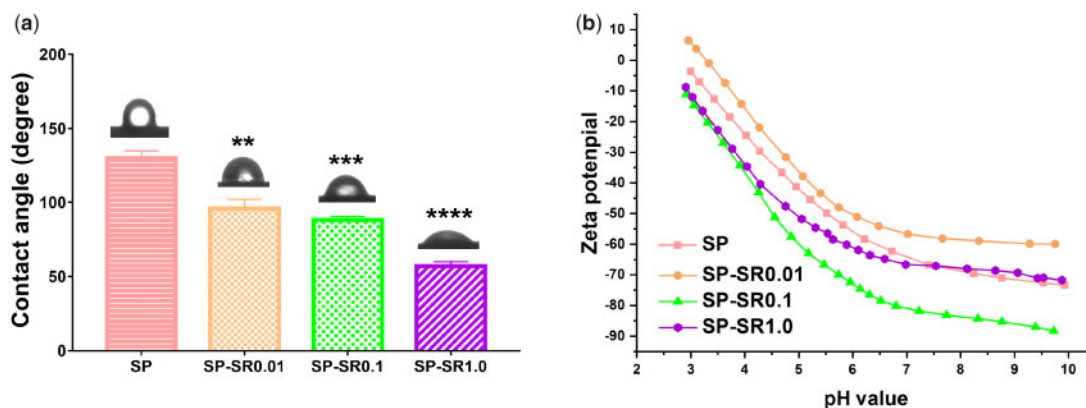 (a)
200
150
100
50
0
Contact angle (degree)
**
***
****
SP
SP-SR0.01
SP-SR0.1
SP-SR1.0
(b)
10
0
-10
-20
-30
-40
-50
-60
-70
-80
-90
Zeta potenpial
SP
SP-SR0.01
SP-SR0.1
SP-SR1.0
2 3 4 5 6 7 8 9 10
pH value